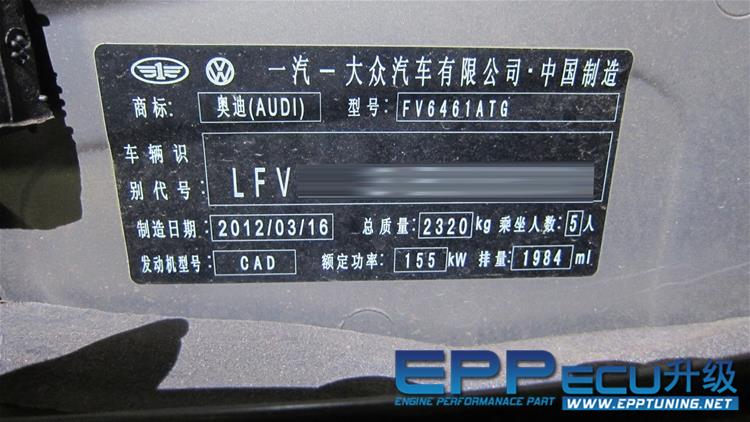 1 VW 一汽一大众汽车有限公司·中国制造
商标: 奥迪(AUDI) 型号: FV6461ATG
车辆识
别代号: LFV
制造日期: 2012/03/16 总质量: 2320 kg 乘坐人数: 5 人
发动机型号: CAD 额定功率: 155 kW 排量: 1984 ml
EPP ECU升级
ENGINE PERFORMANACE PART WWW.EPPTUNING.NET